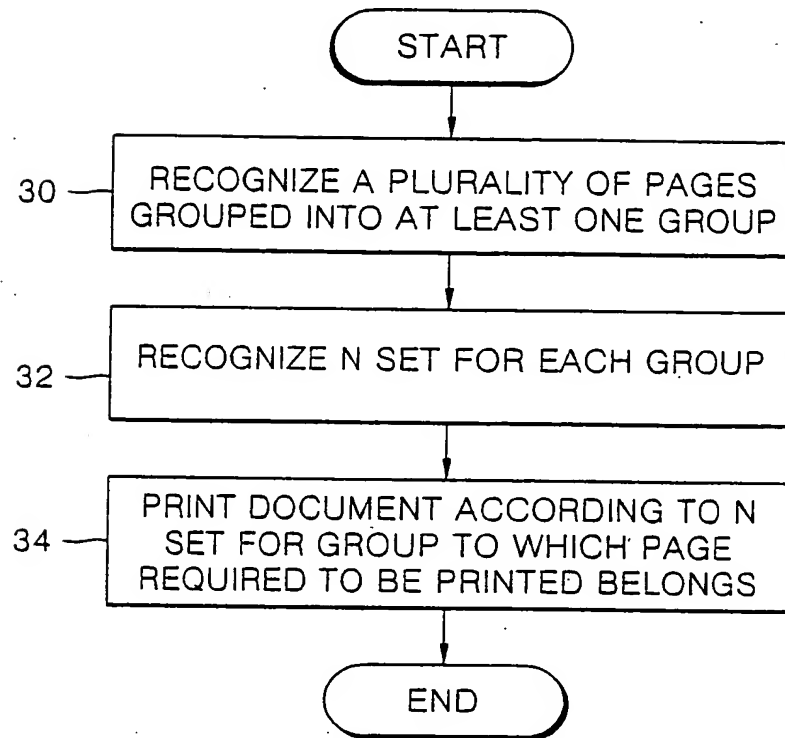 START
30
RECOGNIZE A PLURALITY OF PAGES
GROUPED INTO AT LEAST ONE GROUP
32
RECOGNIZE N SET FOR EACH GROUP
34
PRINT DOCUMENT ACCORDING TO N
SET FOR GROUP TO WHICH PAGE
REQUIRED TO BE PRINTED BELONGS
END